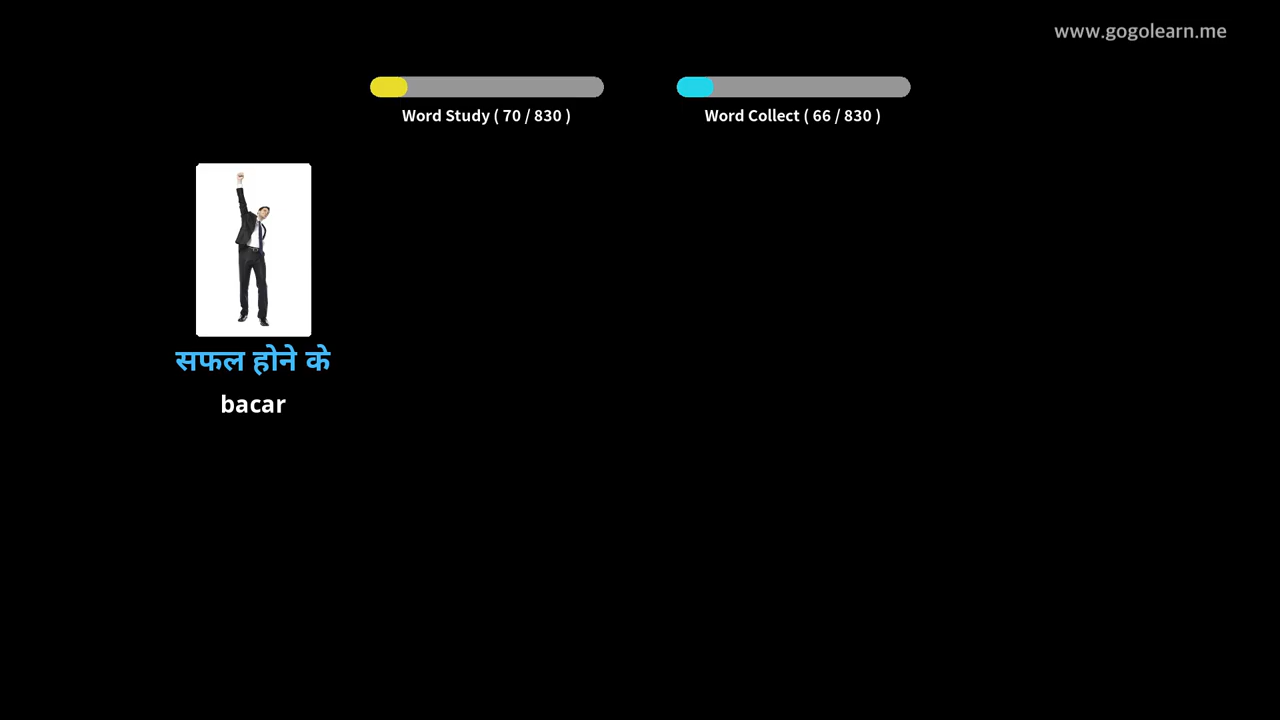 www.gogolearn.me
Word Study ( 70 / 830 )
Word Collect ( 66 / 830 )
सफल होने के
bacar